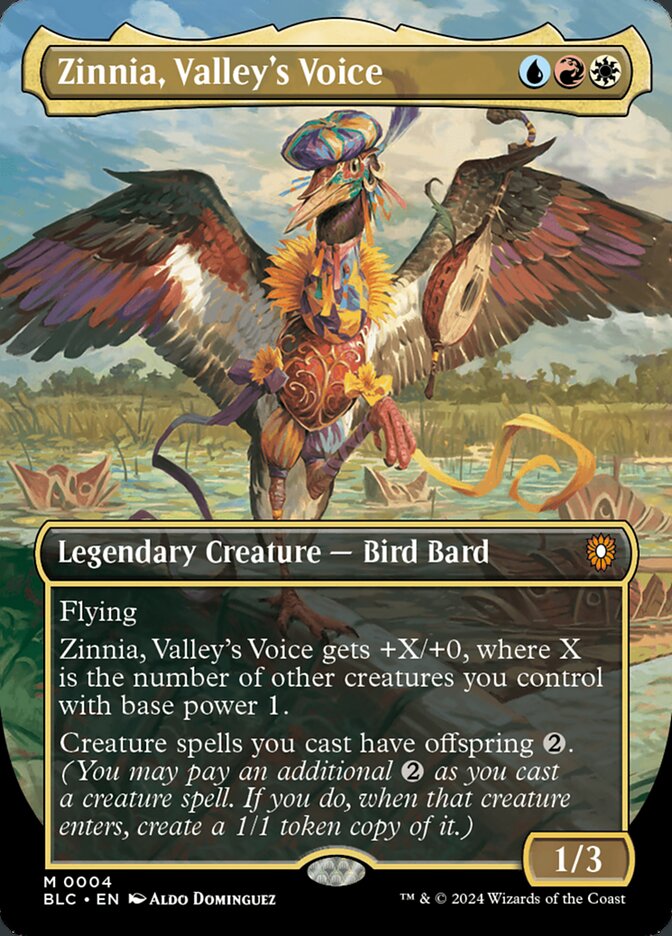 Zinnia, Valley's Voice
Legendary Creature — Bird Bard
Flying
Zinnia, Valley's Voice gets +X/+0, where X
is the number of other creatures you control
with base power 1.
Creature spells you cast have offspring 2.
(You may pay an additional 2 as you cast
a creature spell. If you do, when that creature
enters, create a 1/1 token copy of it.)
1/3
M 0004
BLC • EN Aldo Dominguez
™ & © 2024 Wizards of the Coast